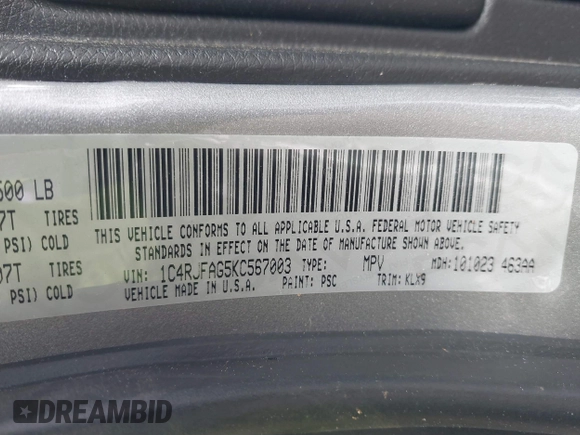 600 LB
7T TIRES
PSI) COLD
07T TIRES
PSI) COLD
THIS VEHICLE CONFORMS TO ALL APPLICABLE U.S.A. FEDERAL MOTOR VEHICLE SAFETY
STANDARDS IN EFFECT ON THE DATE OF MANUFACTURE SHOWN ABOVE.
VIN: 1C4RJFAG5KC567003 TYPE: MPV MDH:101023 463AA
VEHICLE MADE IN U.S.A. PAINT: PSC TRIM: KLX9
DREAMBID